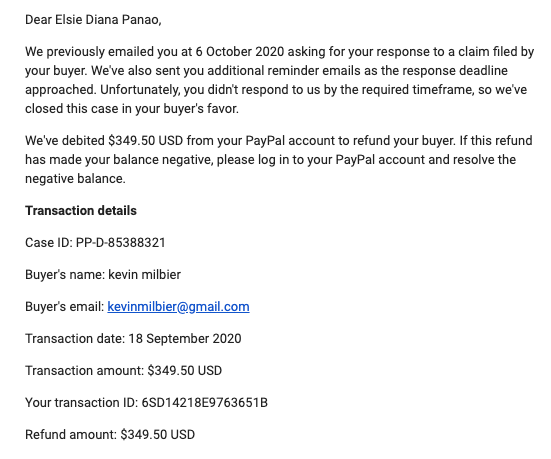 Dear Elsie Diana Panao,
We previously emailed you at 6 October 2020 asking for your response to a claim filed by
your buyer. We've also sent you additional reminder emails as the response deadline
approached. Unfortunately, you didn't respond to us by the required timeframe, so we've
closed this case in your buyer's favor.
We've debited $349.50 USD from your PayPal account to refund your buyer. If this refund
has made your balance negative, please log in to your PayPal account and resolve the
negative balance.
Transaction details
Case ID: PP-D-85388321
Buyer's name: kevin milbier
Buyer's email: kevinmilbier@gmail.com
Transaction date: 18 September 2020
Transaction amount: $349.50 USD
Your transaction ID: 6SD14218E9763651B
Refund amount: $349.50 USD